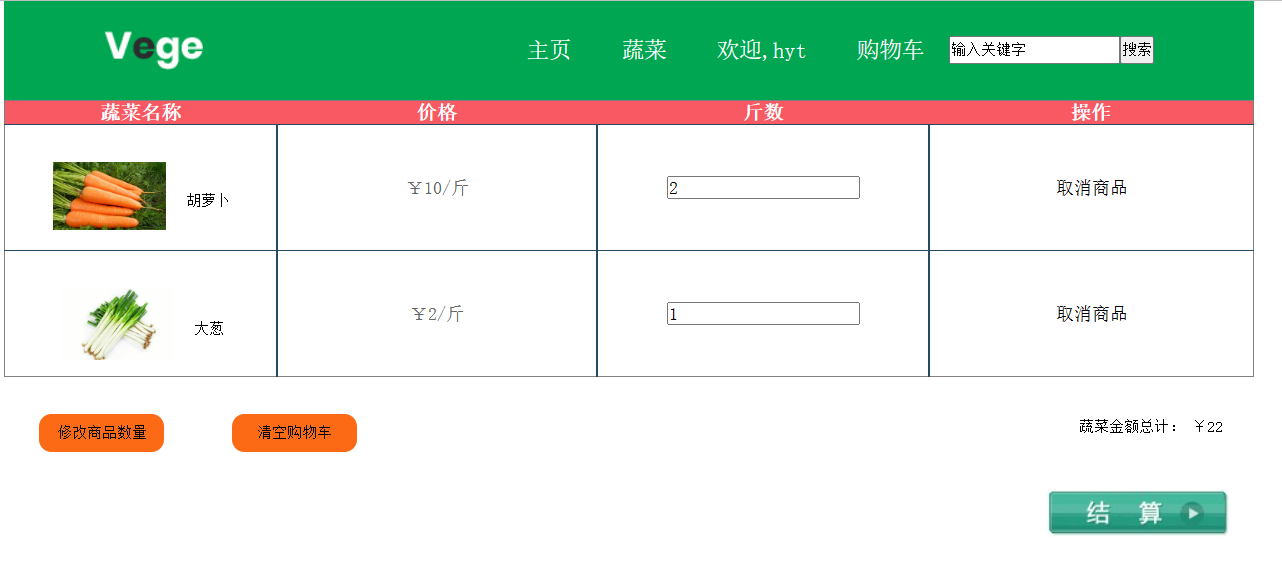 Vege
主页 蔬菜 欢迎,hyt 购物车 输入关键字 搜索
蔬菜名称 价格 斤数 操作
胡萝卜 ￥10/斤 2 取消商品
大葱 ￥2/斤 1 取消商品
修改商品数量 清空购物车 蔬菜金额总计： ￥22
结 算